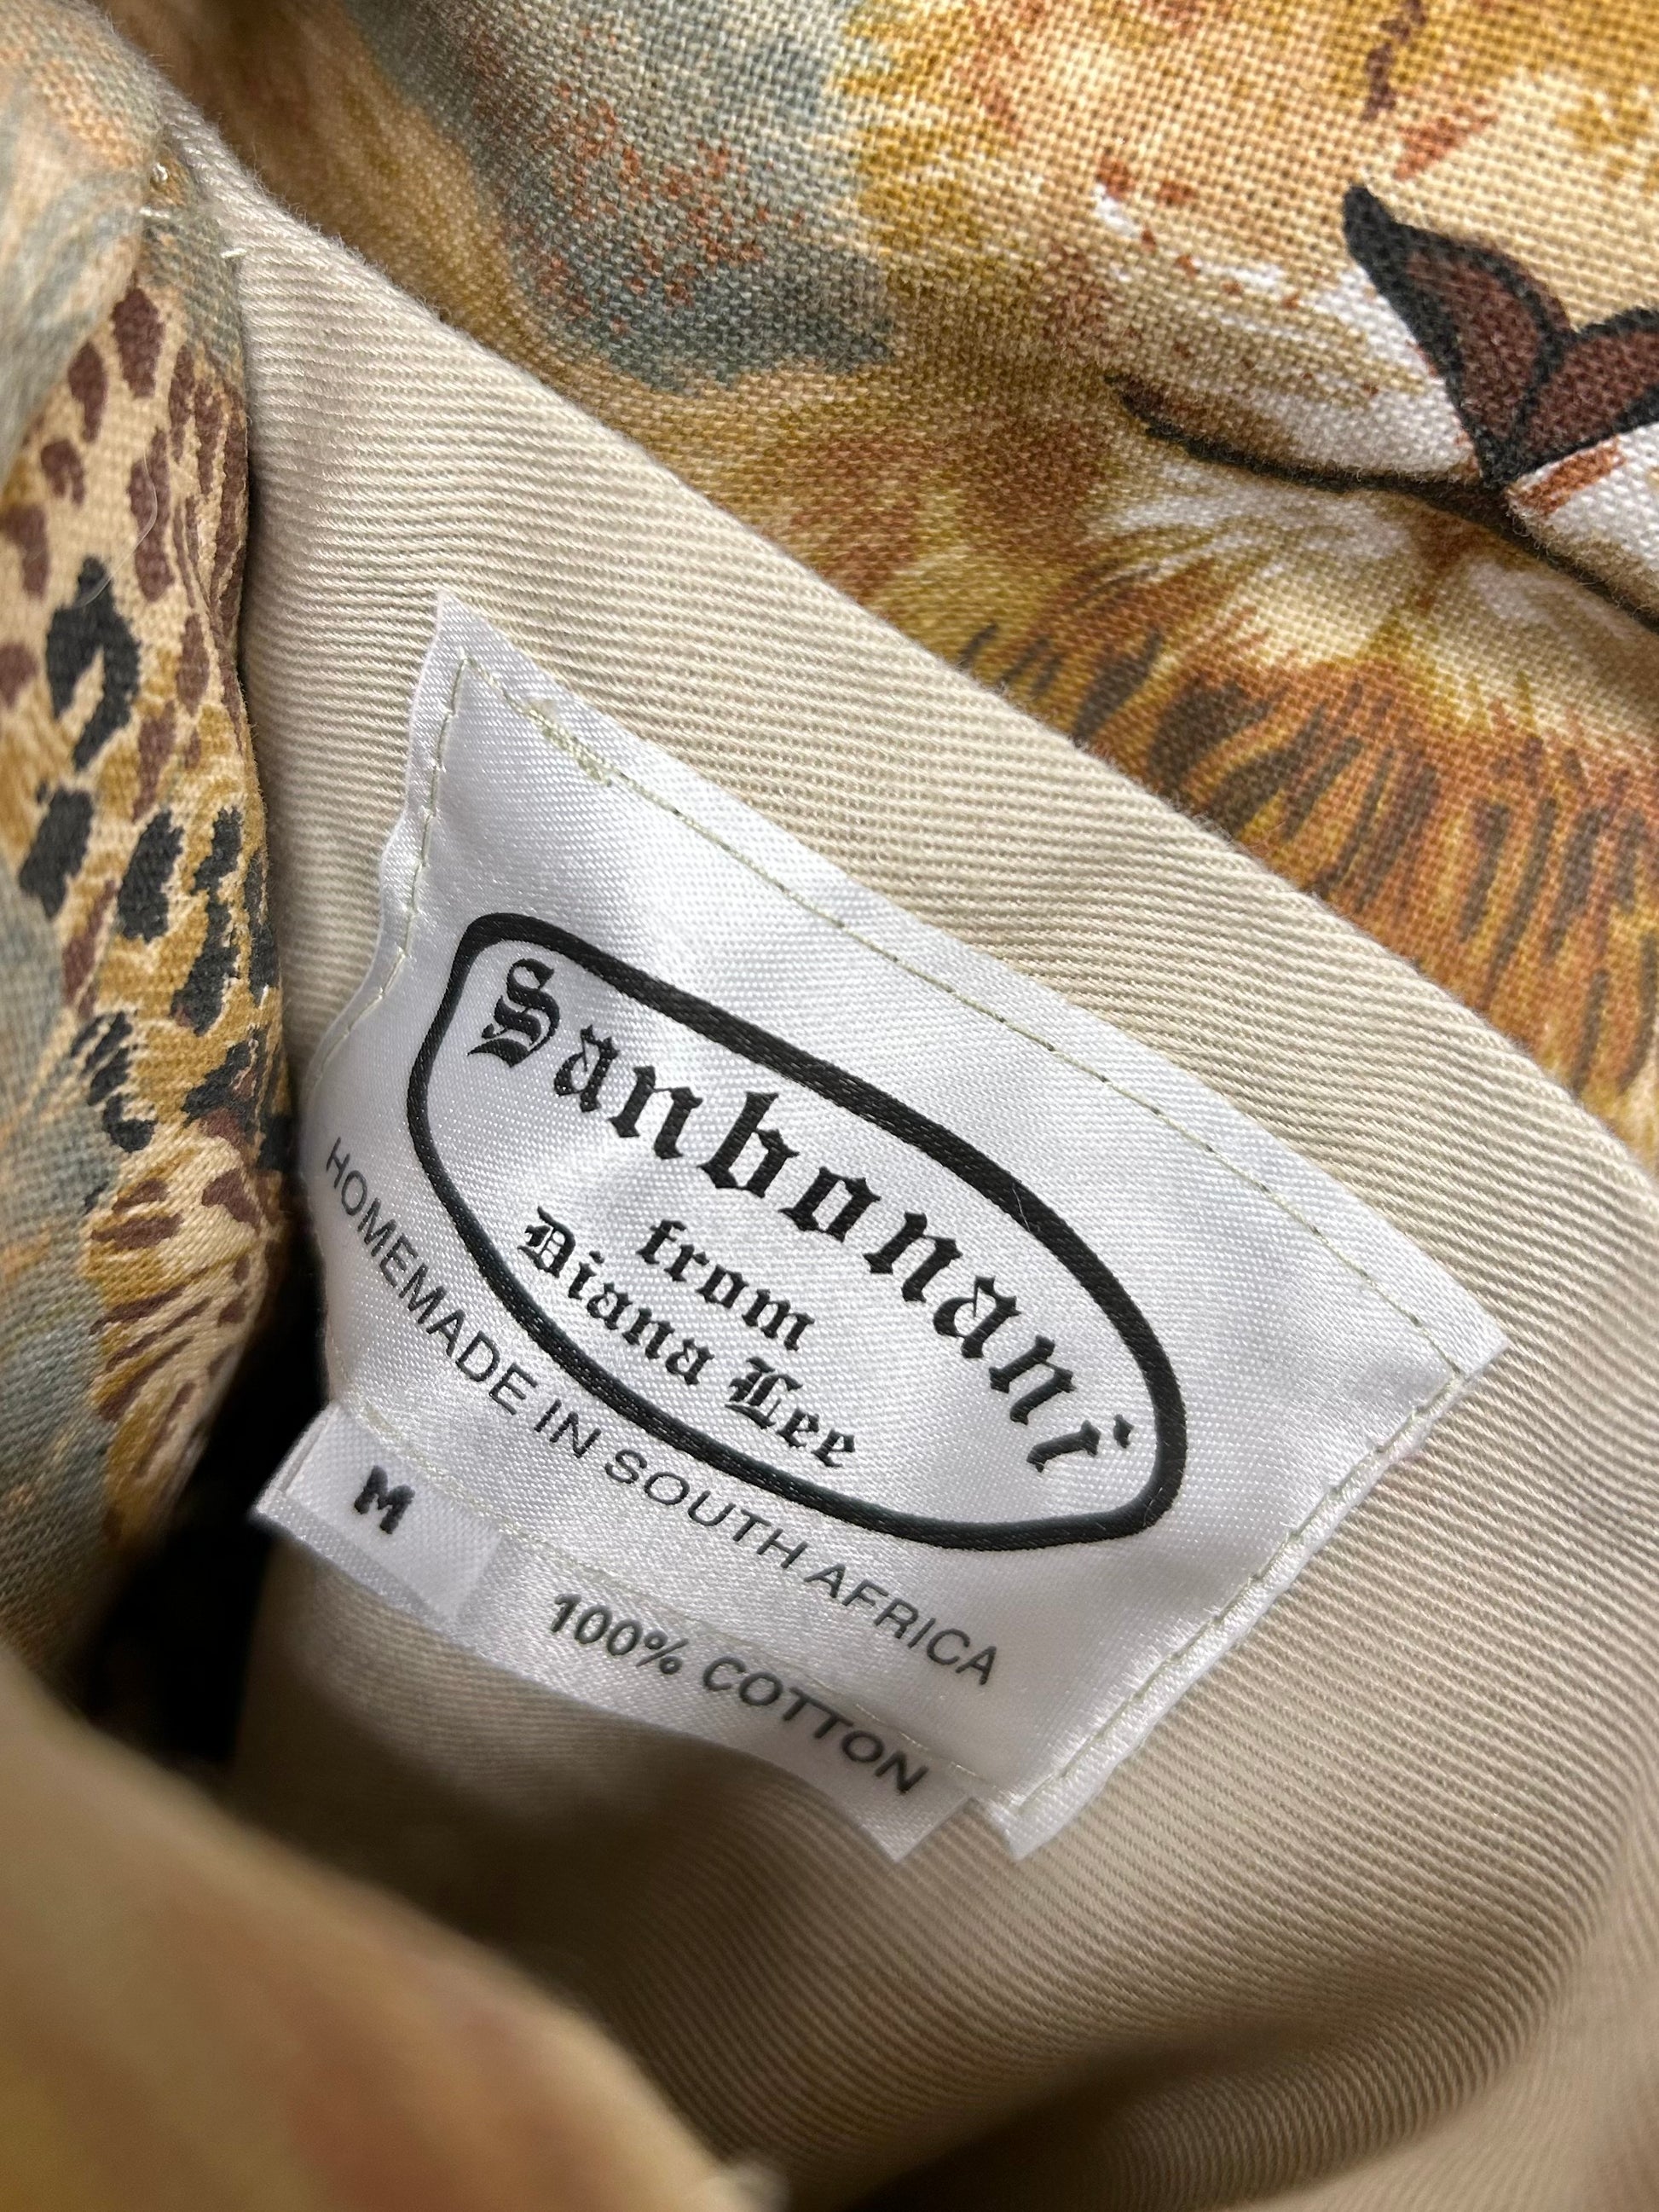 Sanbonani
from
Diana Lee
HOMEMADE IN SOUTH AFRICA
M
100% COTTON